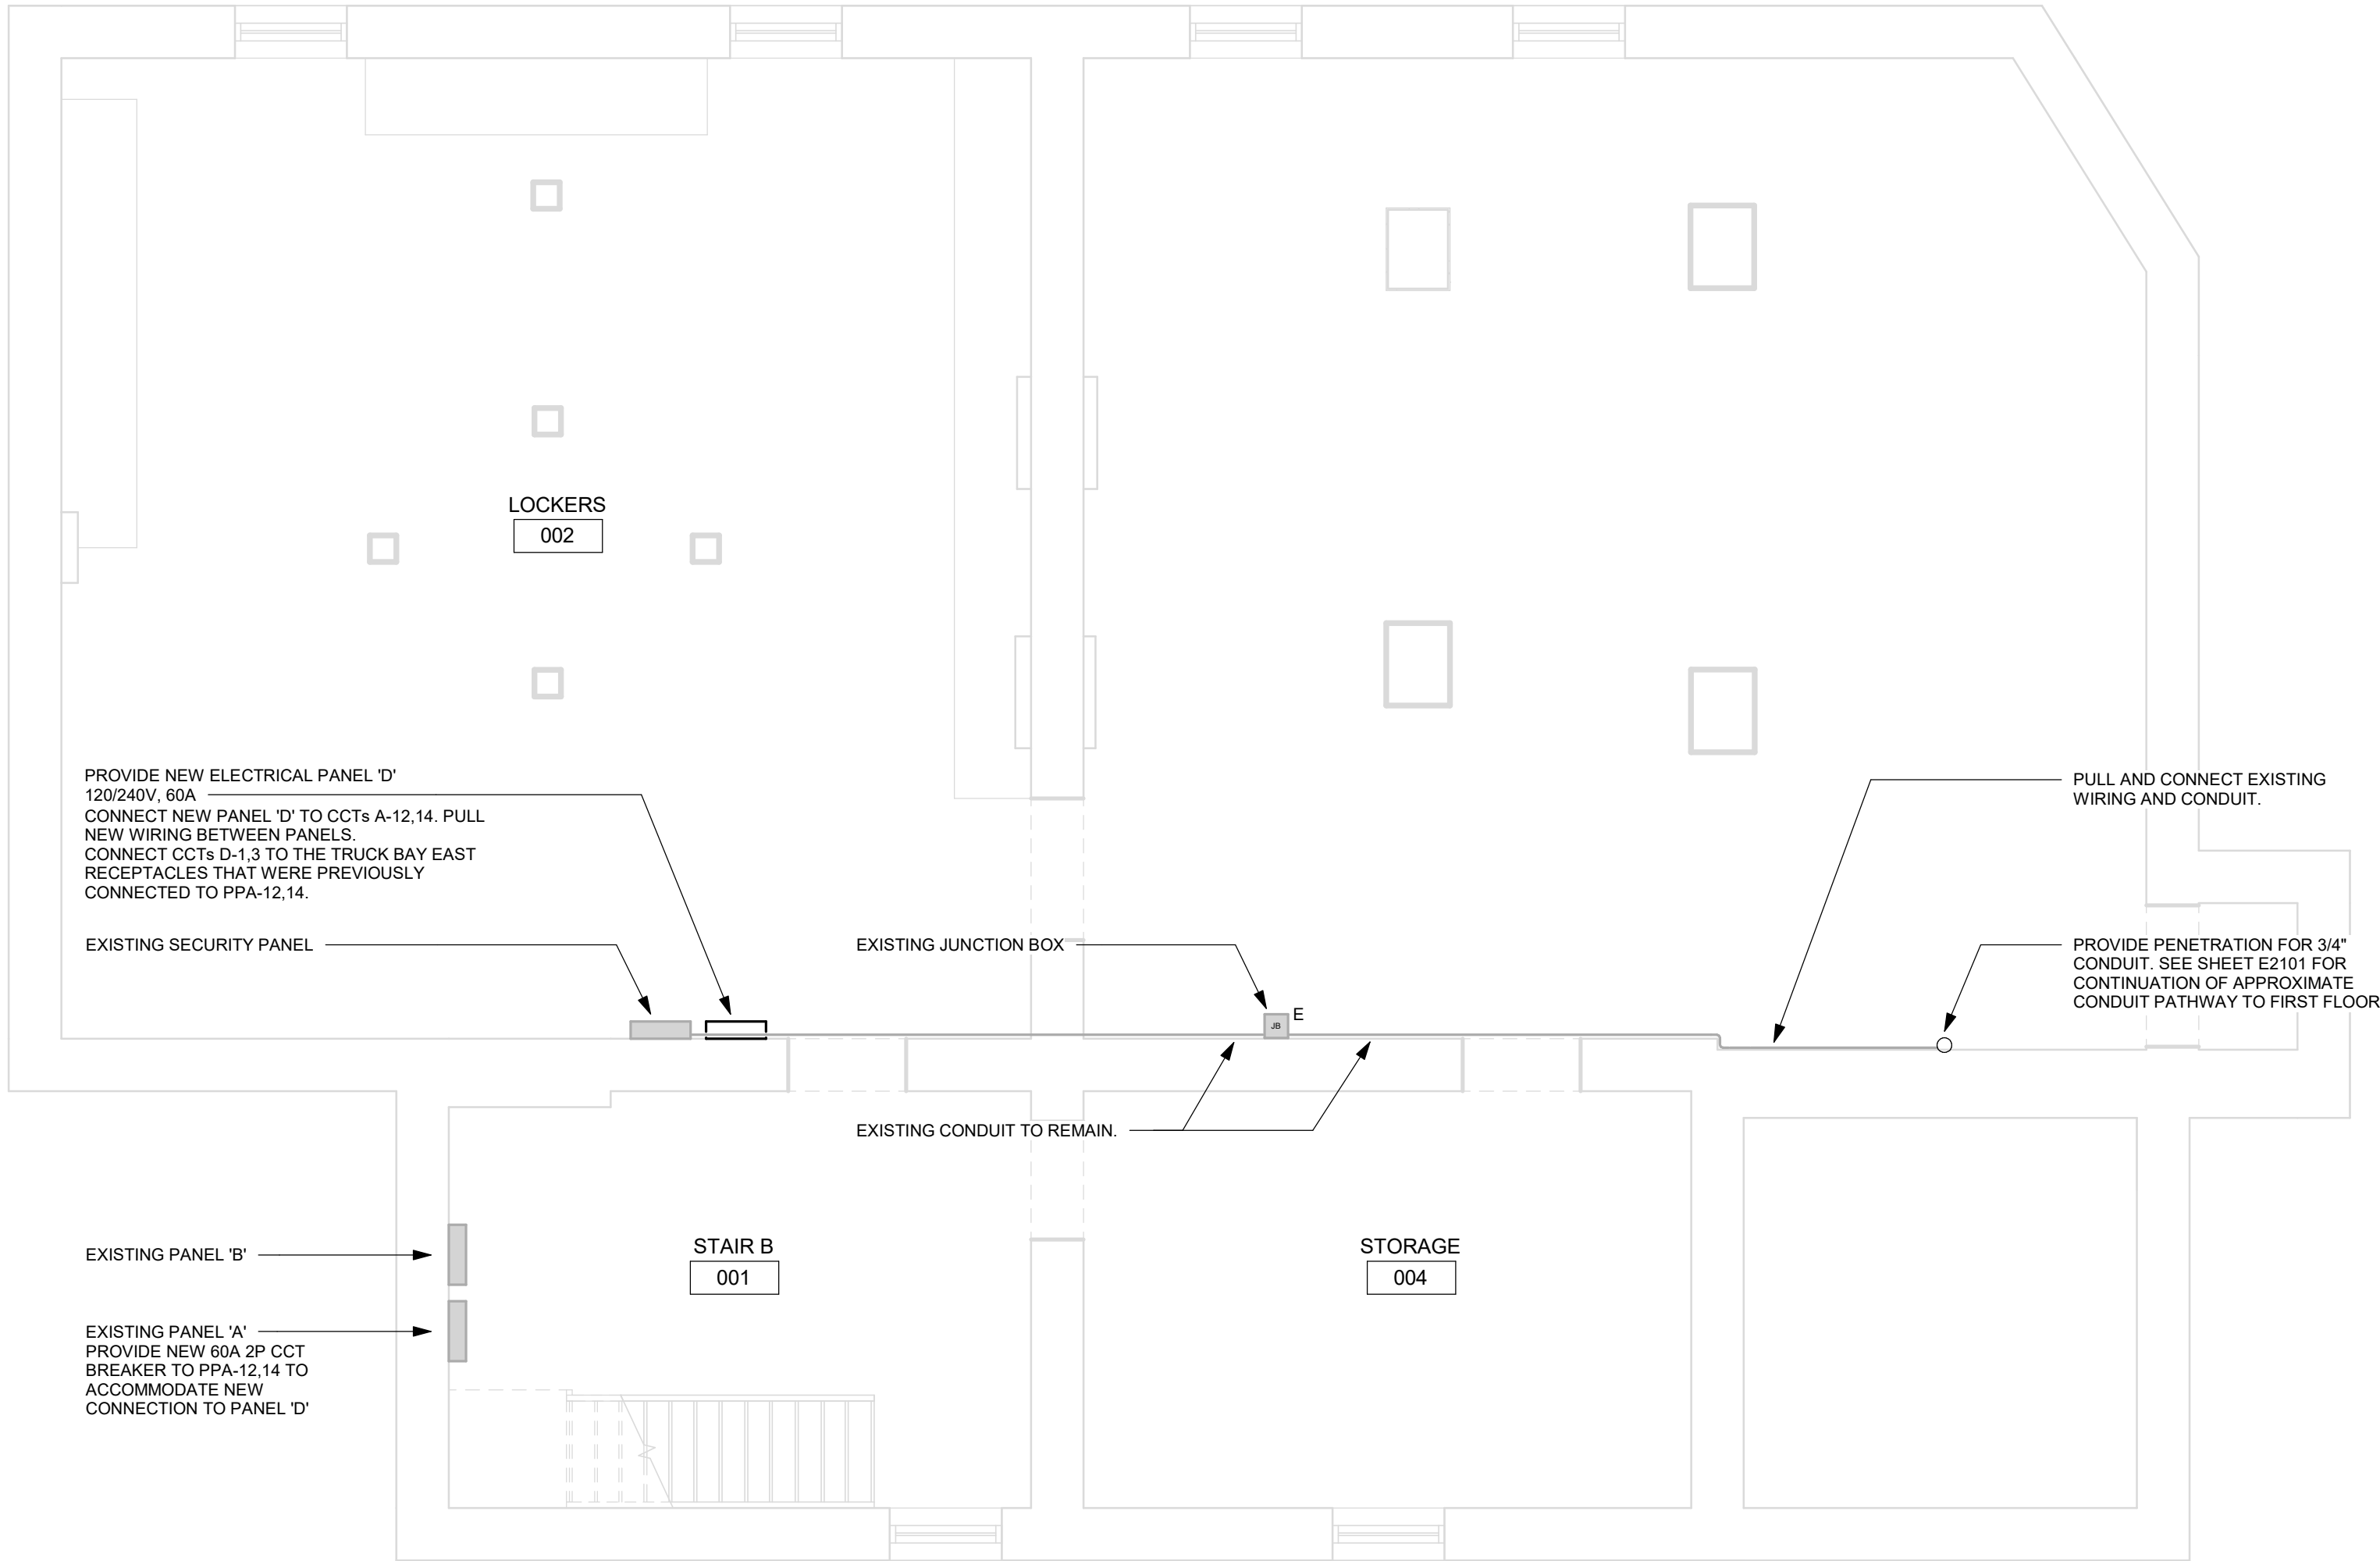 LOCKERS
002
PROVIDE NEW ELECTRICAL PANEL 'D'
120/240V, 60A
CONNECT NEW PANEL 'D' TO CCTs A-12,14. PULL
NEW WIRING BETWEEN PANELS.
CONNECT CCTs D-1,3 TO THE TRUCK BAY EAST
RECEPTACLES THAT WERE PREVIOUSLY
CONNECTED TO PPA-12,14.
EXISTING SECURITY PANEL
EXISTING JUNCTION BOX
JB
E
PULL AND CONNECT EXISTING
WIRING AND CONDUIT.
PROVIDE PENETRATION FOR 3/4"
CONDUIT. SEE SHEET E2101 FOR
CONTINUATION OF APPROXIMATE
CONDUIT PATHWAY TO FIRST FLOOR
EXISTING CONDUIT TO REMAIN.
EXISTING PANEL 'B'
STAIR B
001
STORAGE
004
EXISTING PANEL 'A'
PROVIDE NEW 60A 2P CCT
BREAKER TO PPA-12,14 TO
ACCOMMODATE NEW
CONNECTION TO PANEL 'D'